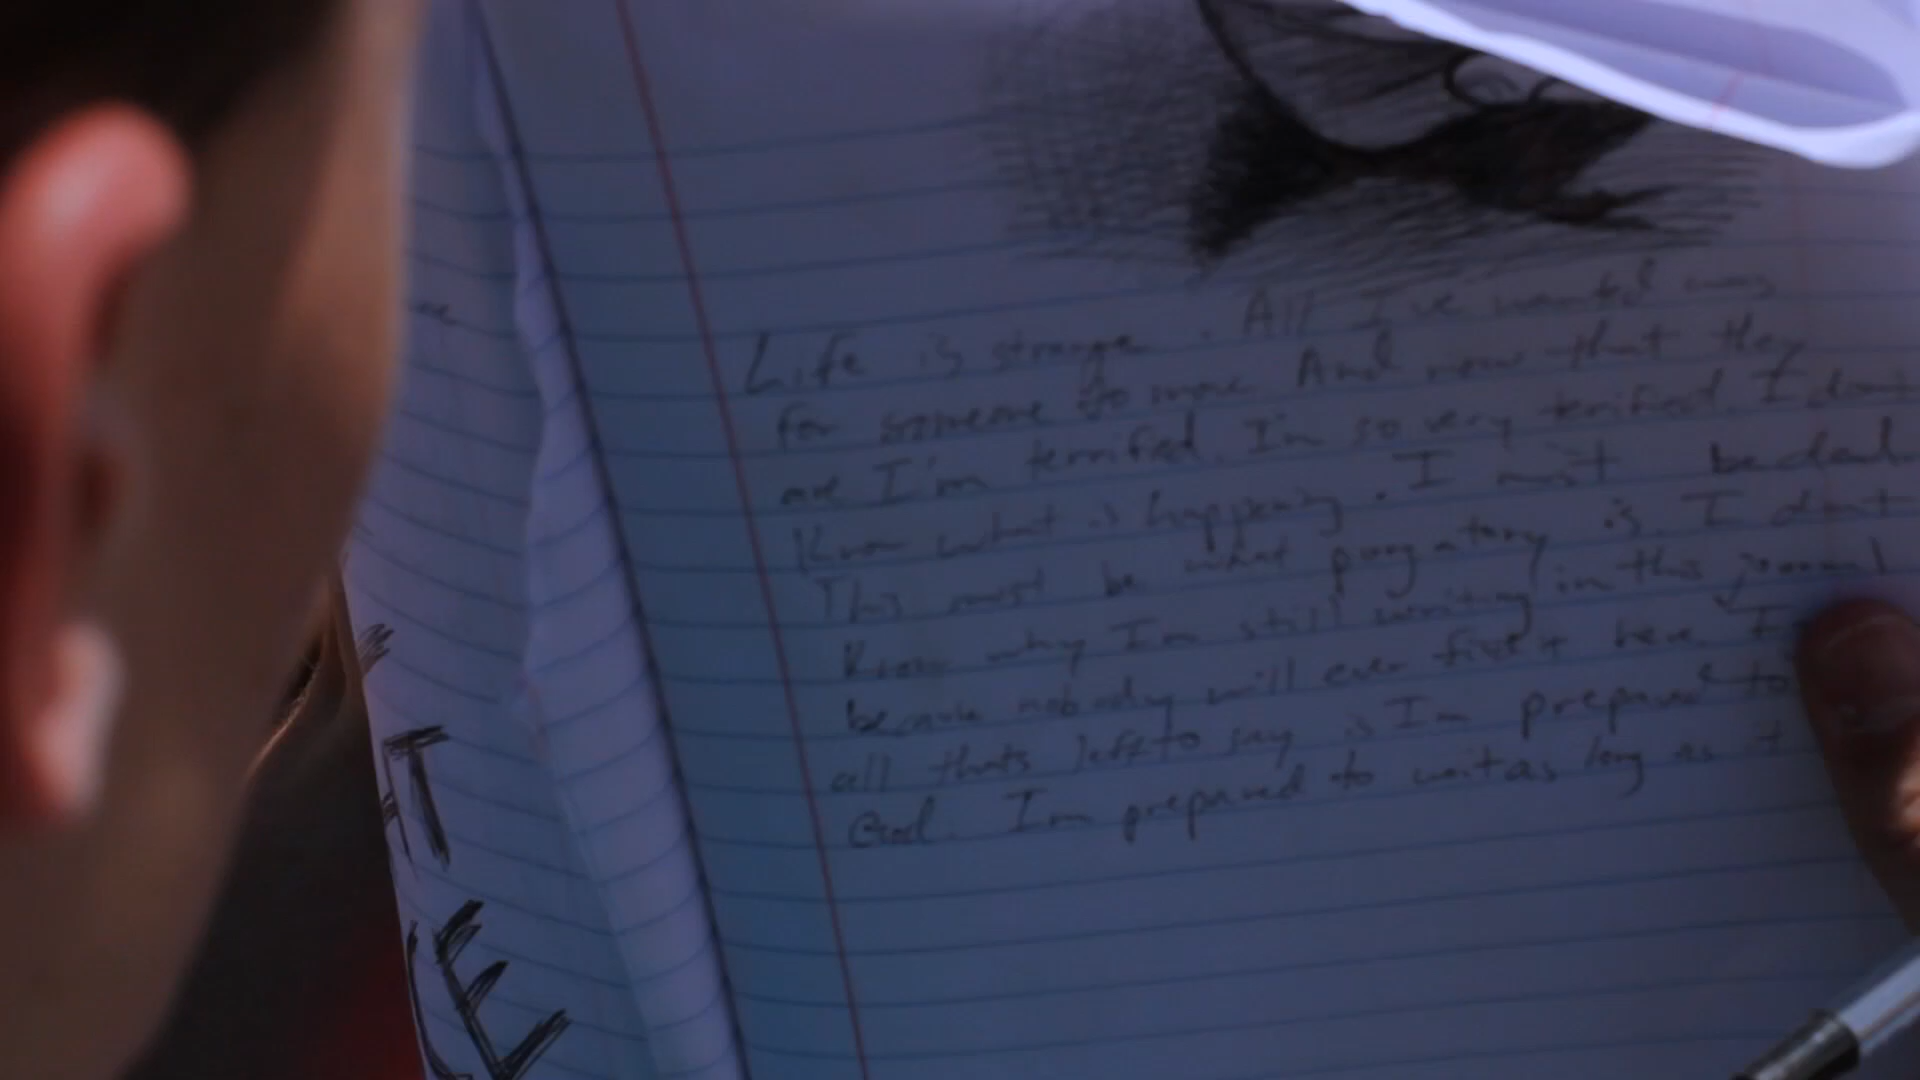 Life is strange. All I've wanted was
for someone to move And now that they
are I'm terrified. I'm so very terrified I don't
Know what is happening. I must be dead
This must be what purgatory is I don't
Know why I'm still writing in this journal
because nobody will ever find it here I
all thats left to say is I'm prepared to
God. I'm prepared to wait as long as it
T
E